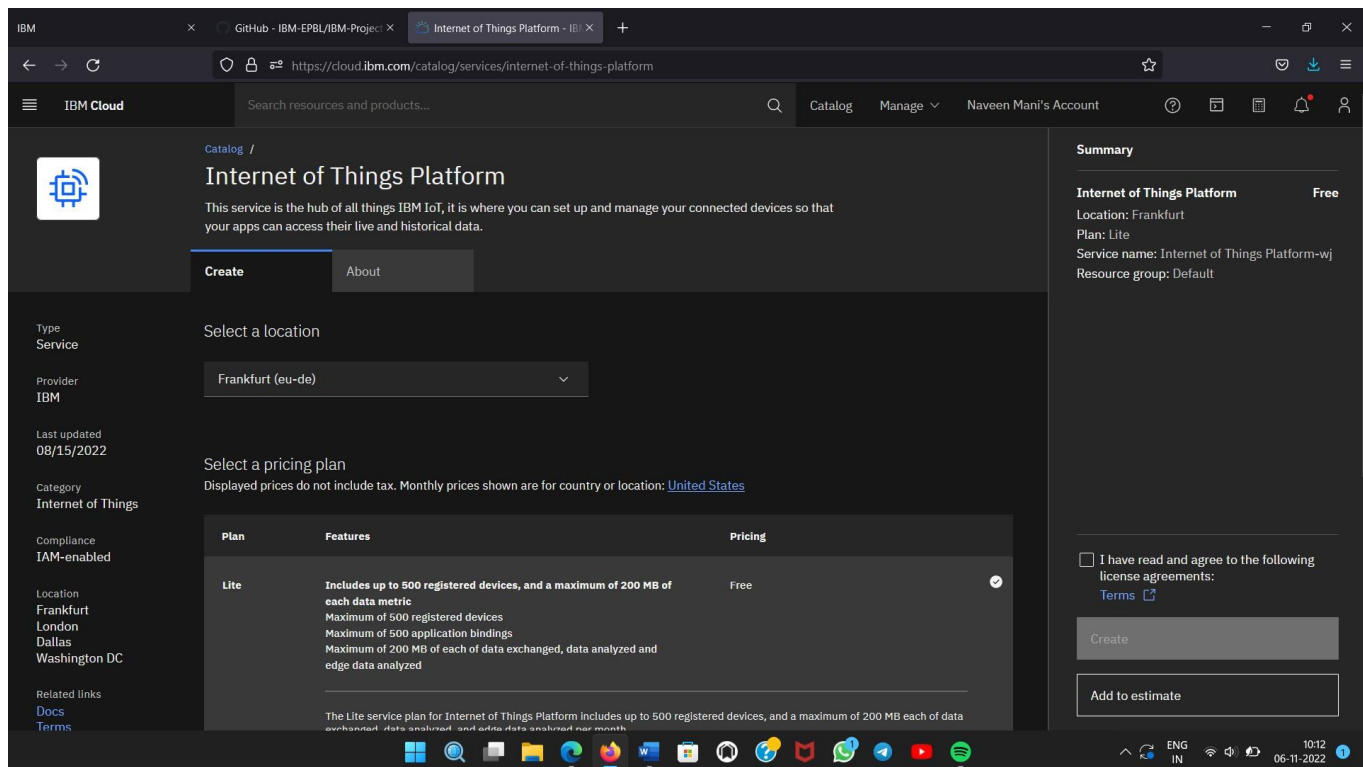 IBM
GitHub - IBM-EPBL/IBM-Project
Internet of Things Platform - IB
https://cloud.ibm.com/catalog/services/internet-of-things-platform
IBM Cloud
Search resources and products...
Catalog
Manage
Naveen Mani's Account
Catalog /
Internet of Things Platform
This service is the hub of all things IBM IoT, it is where you can set up and manage your connected devices so that
your apps can access their live and historical data.
Create
About
Type
Service
Provider
IBM
Last updated
08/15/2022
Category
Internet of Things
Compliance
IAM-enabled
Location
Frankfurt
London
Dallas
Washington DC
Related links
Docs
Terms
Select a location
Frankfurt (eu-de)
Select a pricing plan
Displayed prices do not include tax. Monthly prices shown are for country or location: United States
Plan
Features
Pricing
Lite
Includes up to 500 registered devices, and a maximum of 200 MB of
each data metric
Maximum of 500 registered devices
Maximum of 500 application bindings
Maximum of 200 MB of each of data exchanged, data analyzed and
edge data analyzed
Free
The Lite service plan for Internet of Things Platform includes up to 500 registered devices, and a maximum of 200 MB each of data
exchanged, data analyzed, and edge data analyzed per month
Summary
Internet of Things Platform Free
Location: Frankfurt
Plan: Lite
Service name: Internet of Things Platform-wj
Resource group: Default
I have read and agree to the following
license agreements:
Terms
Create
Add to estimate
ENG
IN
10:12
06-11-2022
1